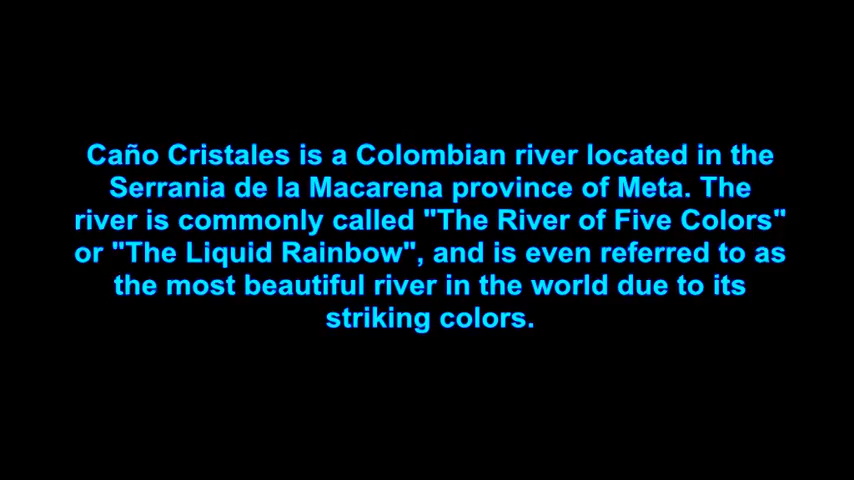 Caño Cristales is a Colombian river located in the
Serrania de la Macarena province of Meta. The
river is commonly called "The River of Five Colors"
or "The Liquid Rainbow", and is even referred to as
the most beautiful river in the world due to its
striking colors.